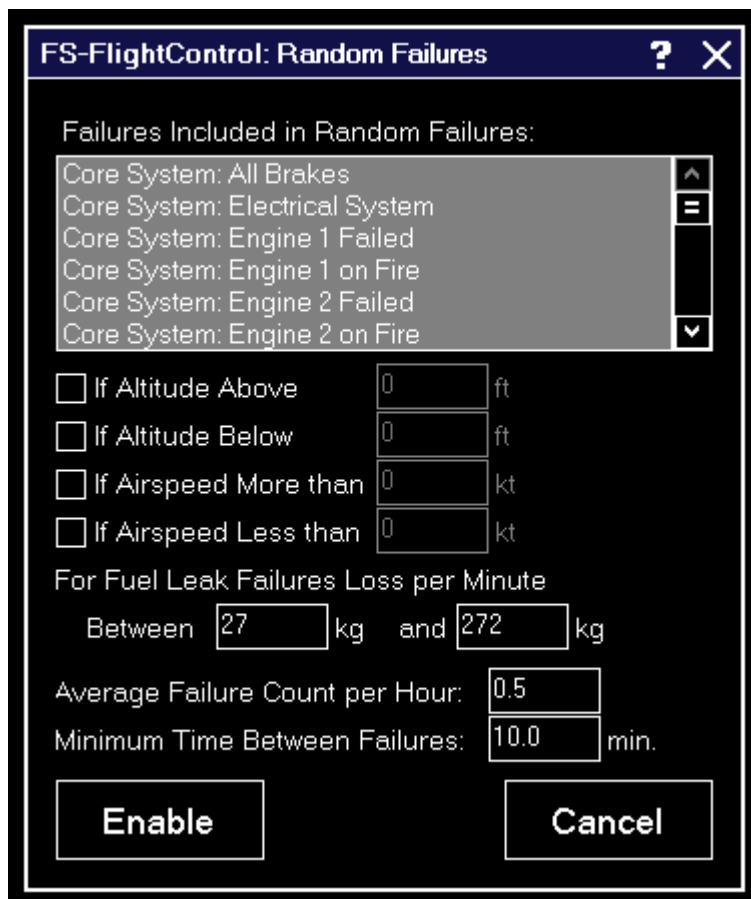 FS-FlightControl: Random Failures ?
Failures Included in Random Failures:
Core System: All Brakes
Core System: Electrical System
Core System: Engine 1 Failed
Core System: Engine 1 on Fire
Core System: Engine 2 Failed
Core System: Engine 2 on Fire
If Altitude Above 0 ft
If Altitude Below 0 ft
If Airspeed More than 0 kt
If Airspeed Less than 0 kt
For Fuel Leak Failures Loss per Minute
Between 27 kg and 272 kg
Average Failure Count per Hour: 0.5
Minimum Time Between Failures: 10.0 min.
Enable Cancel